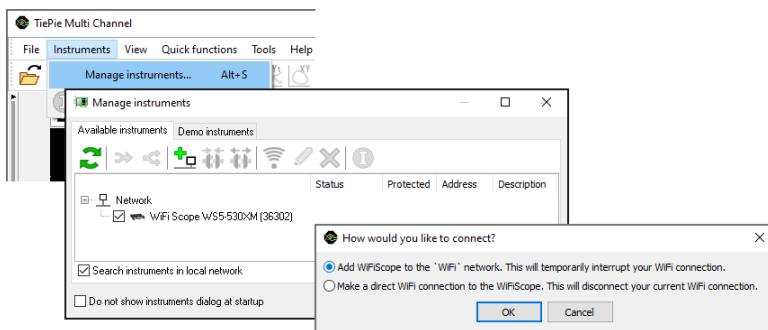 TiePie Multi Channel
File Instruments View Quick functions Tools Help
Manage instruments... Alt+S
Manage instruments
Available instruments Demo instruments
Status Protected Address Description
Network
WiFi Scope WS5-530XM (36302)
Search instruments in local network
Do not show instruments dialog at startup
How would you like to connect?
Add WiFiScope to the `WiFi` network. This will temporarily interrupt your WiFi connection.
Make a direct WiFi connection to the WiFiScope. This will disconnect your current WiFi connection.
OK Cancel